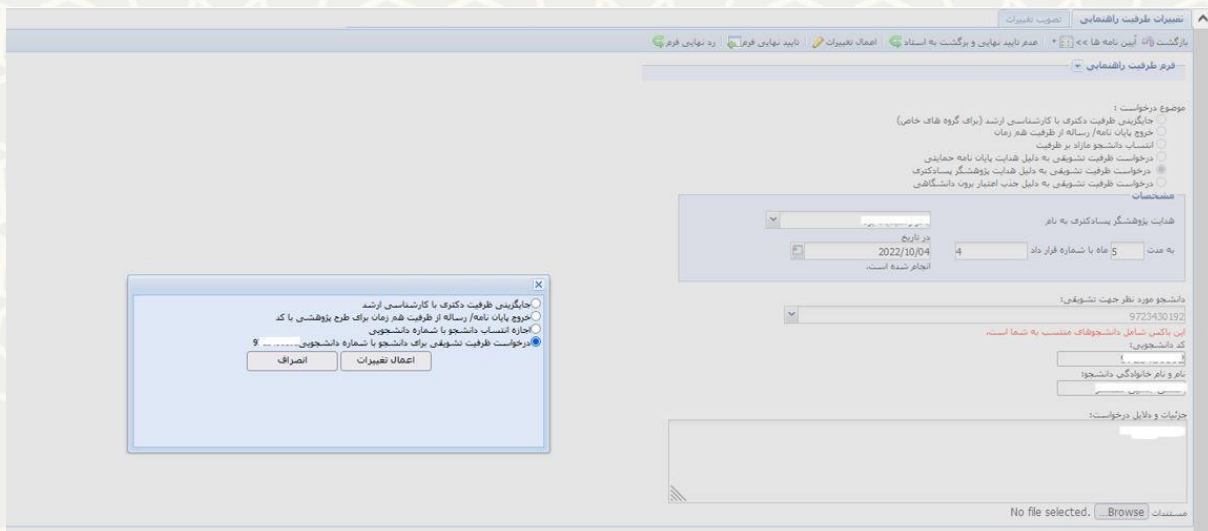 تغییرات ظرفیت راهنمایی تصویب تغییرات
بازگشت آیین نامه ها >> عدم تایید نهایی و برگشت به استاد اعمال تغییرات تایید نهایی فرم رد نهایی فرم
فرم ظرفیت راهنمایی
موضوع درخواست :
جایگزینی ظرفیت دکتری با کارشناسی ارشد (برای گروه های خاص)
خروج پایان نامه/ رساله از ظرفیت هم زمان
انتساب دانشجو مازاد بر ظرفیت
درخواست ظرفیت تشویقی به دلیل هدایت پایان نامه حمایتی
درخواست ظرفیت تشویقی به دلیل هدایت پژوهشگر پسادکتری
درخواست ظرفیت تشویقی به دلیل جذب اعتبار برون دانشگاهی
مشخصات
هدایت پژوهشگر پسادکتری به نام
به مدت 5 ماه با شماره قرار داد 4 در تاریخ 2022/10/04 انجام شده است.
دانشجو مورد نظر جهت تشویقی:
9723430192
این باکس شامل دانشجوهای منتسب به شما است.
کد دانشجویی:
نام و نام خانوادگی دانشجو:
جزئیات و دلایل درخواست:
مستندات Browse... No file selected.
جایگزینی ظرفیت دکتری با کارشناسی ارشد
خروج پایان نامه/ رساله از ظرفیت هم زمان برای طرح پژوهشی با کد
اجازه انتساب دانشجو با شماره دانشجویی
درخواست ظرفیت تشویقی برای دانشجو با شماره دانشجویی
اعمال تغییرات انصراف